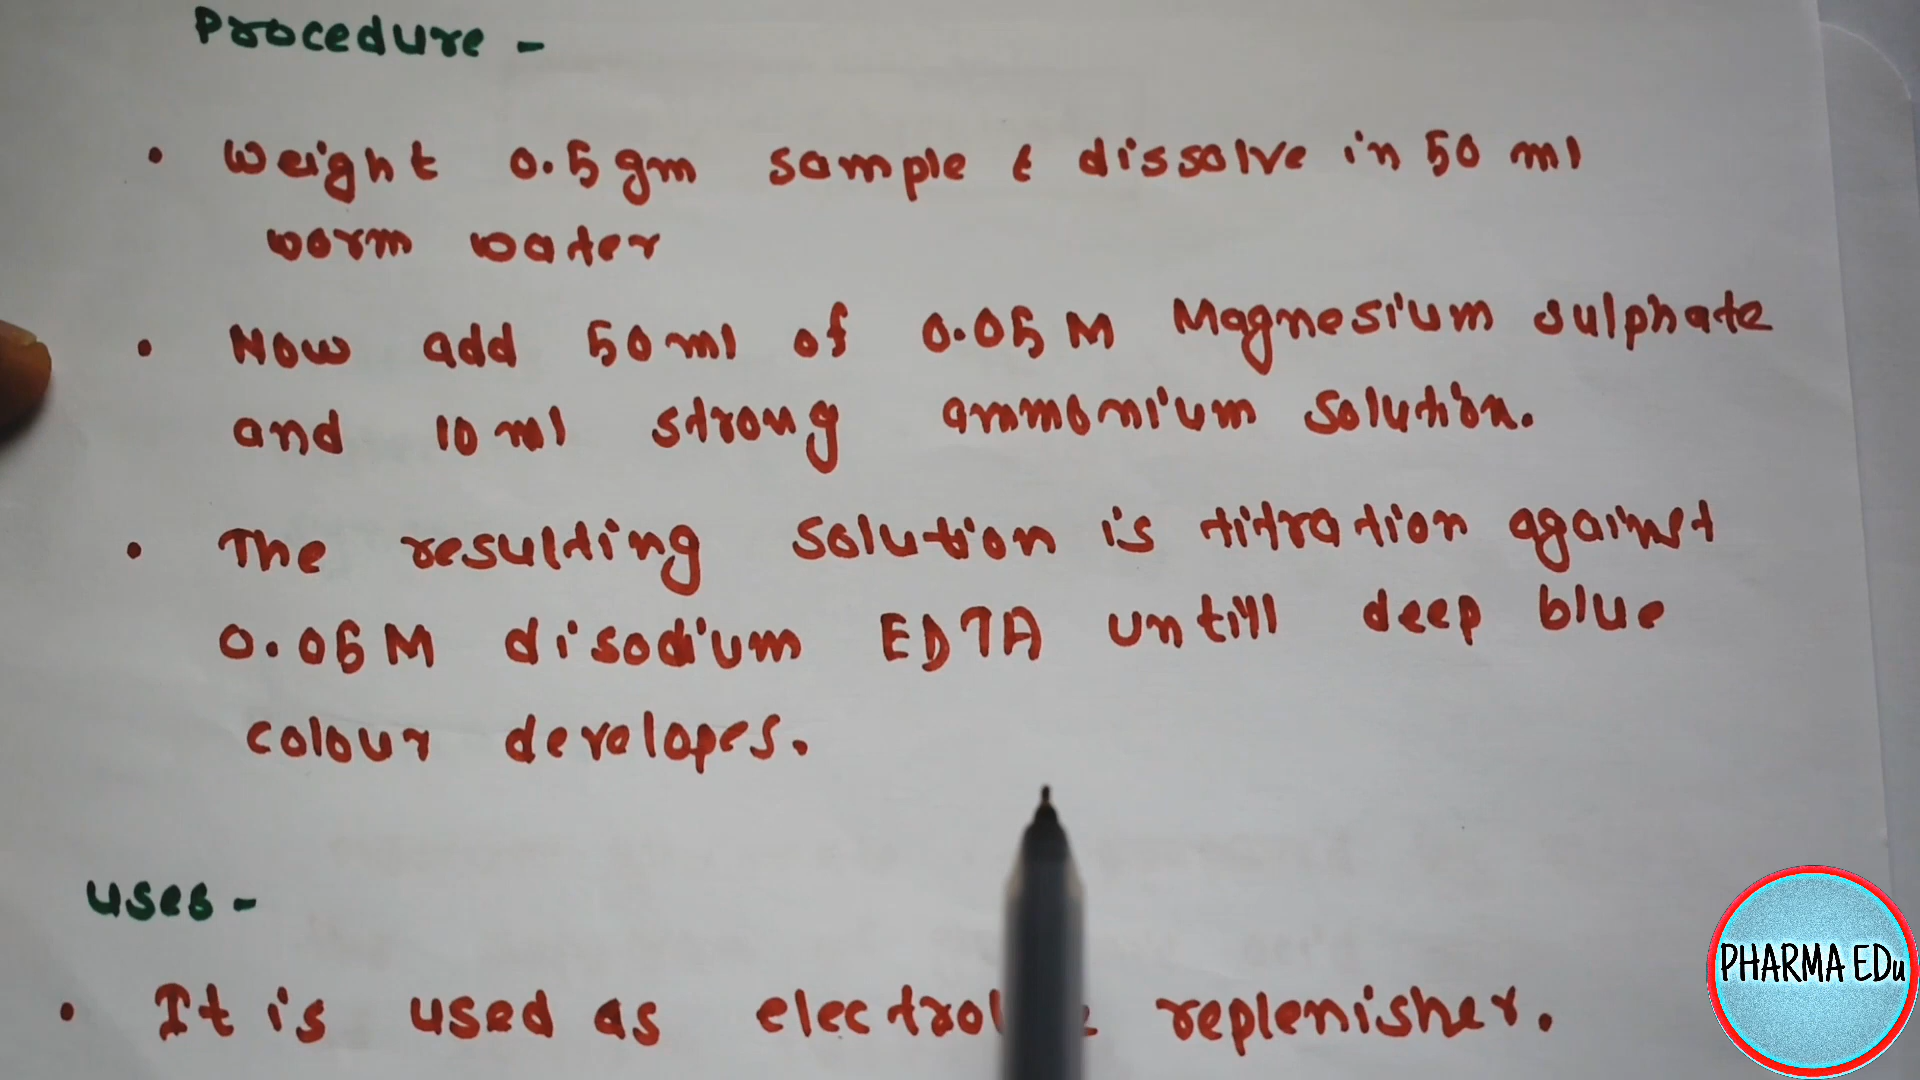 Procedure -
• Weight 0.5 gm sample & dissolve in 50 ml
warm water
• Now add 50 ml of 0.05 M Magnesium sulphate
and 10 ml strong ammonium solution.
• The resulting solution is titration against
0.05 M disodium EDTA untill deep blue
colour developes.
uses -
• It is used as replenisher.
PHARMA EDu